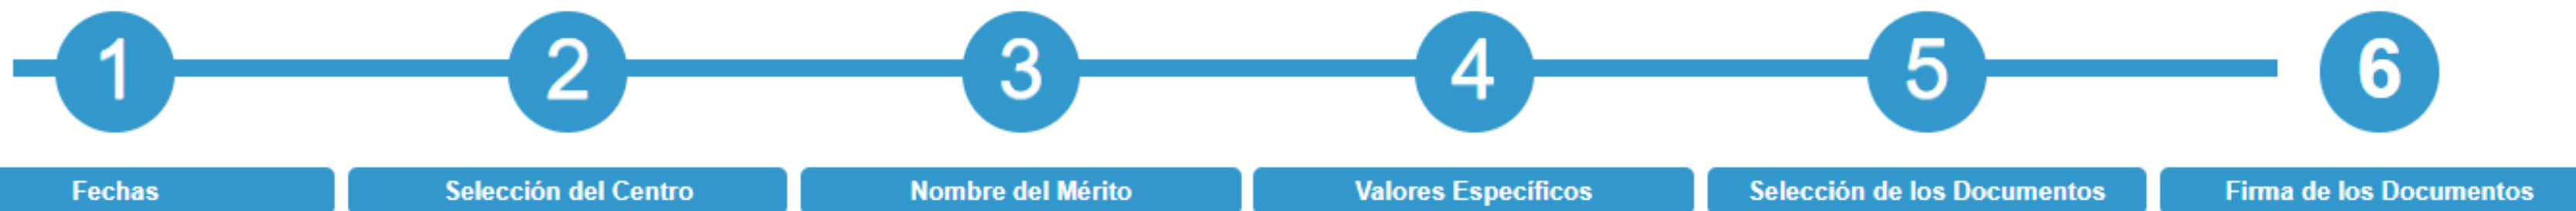 1 2 3 4 5 6
Fechas Selección del Centro Nombre del Mérito Valores Específicos Selección de los Documentos Firma de los Documentos